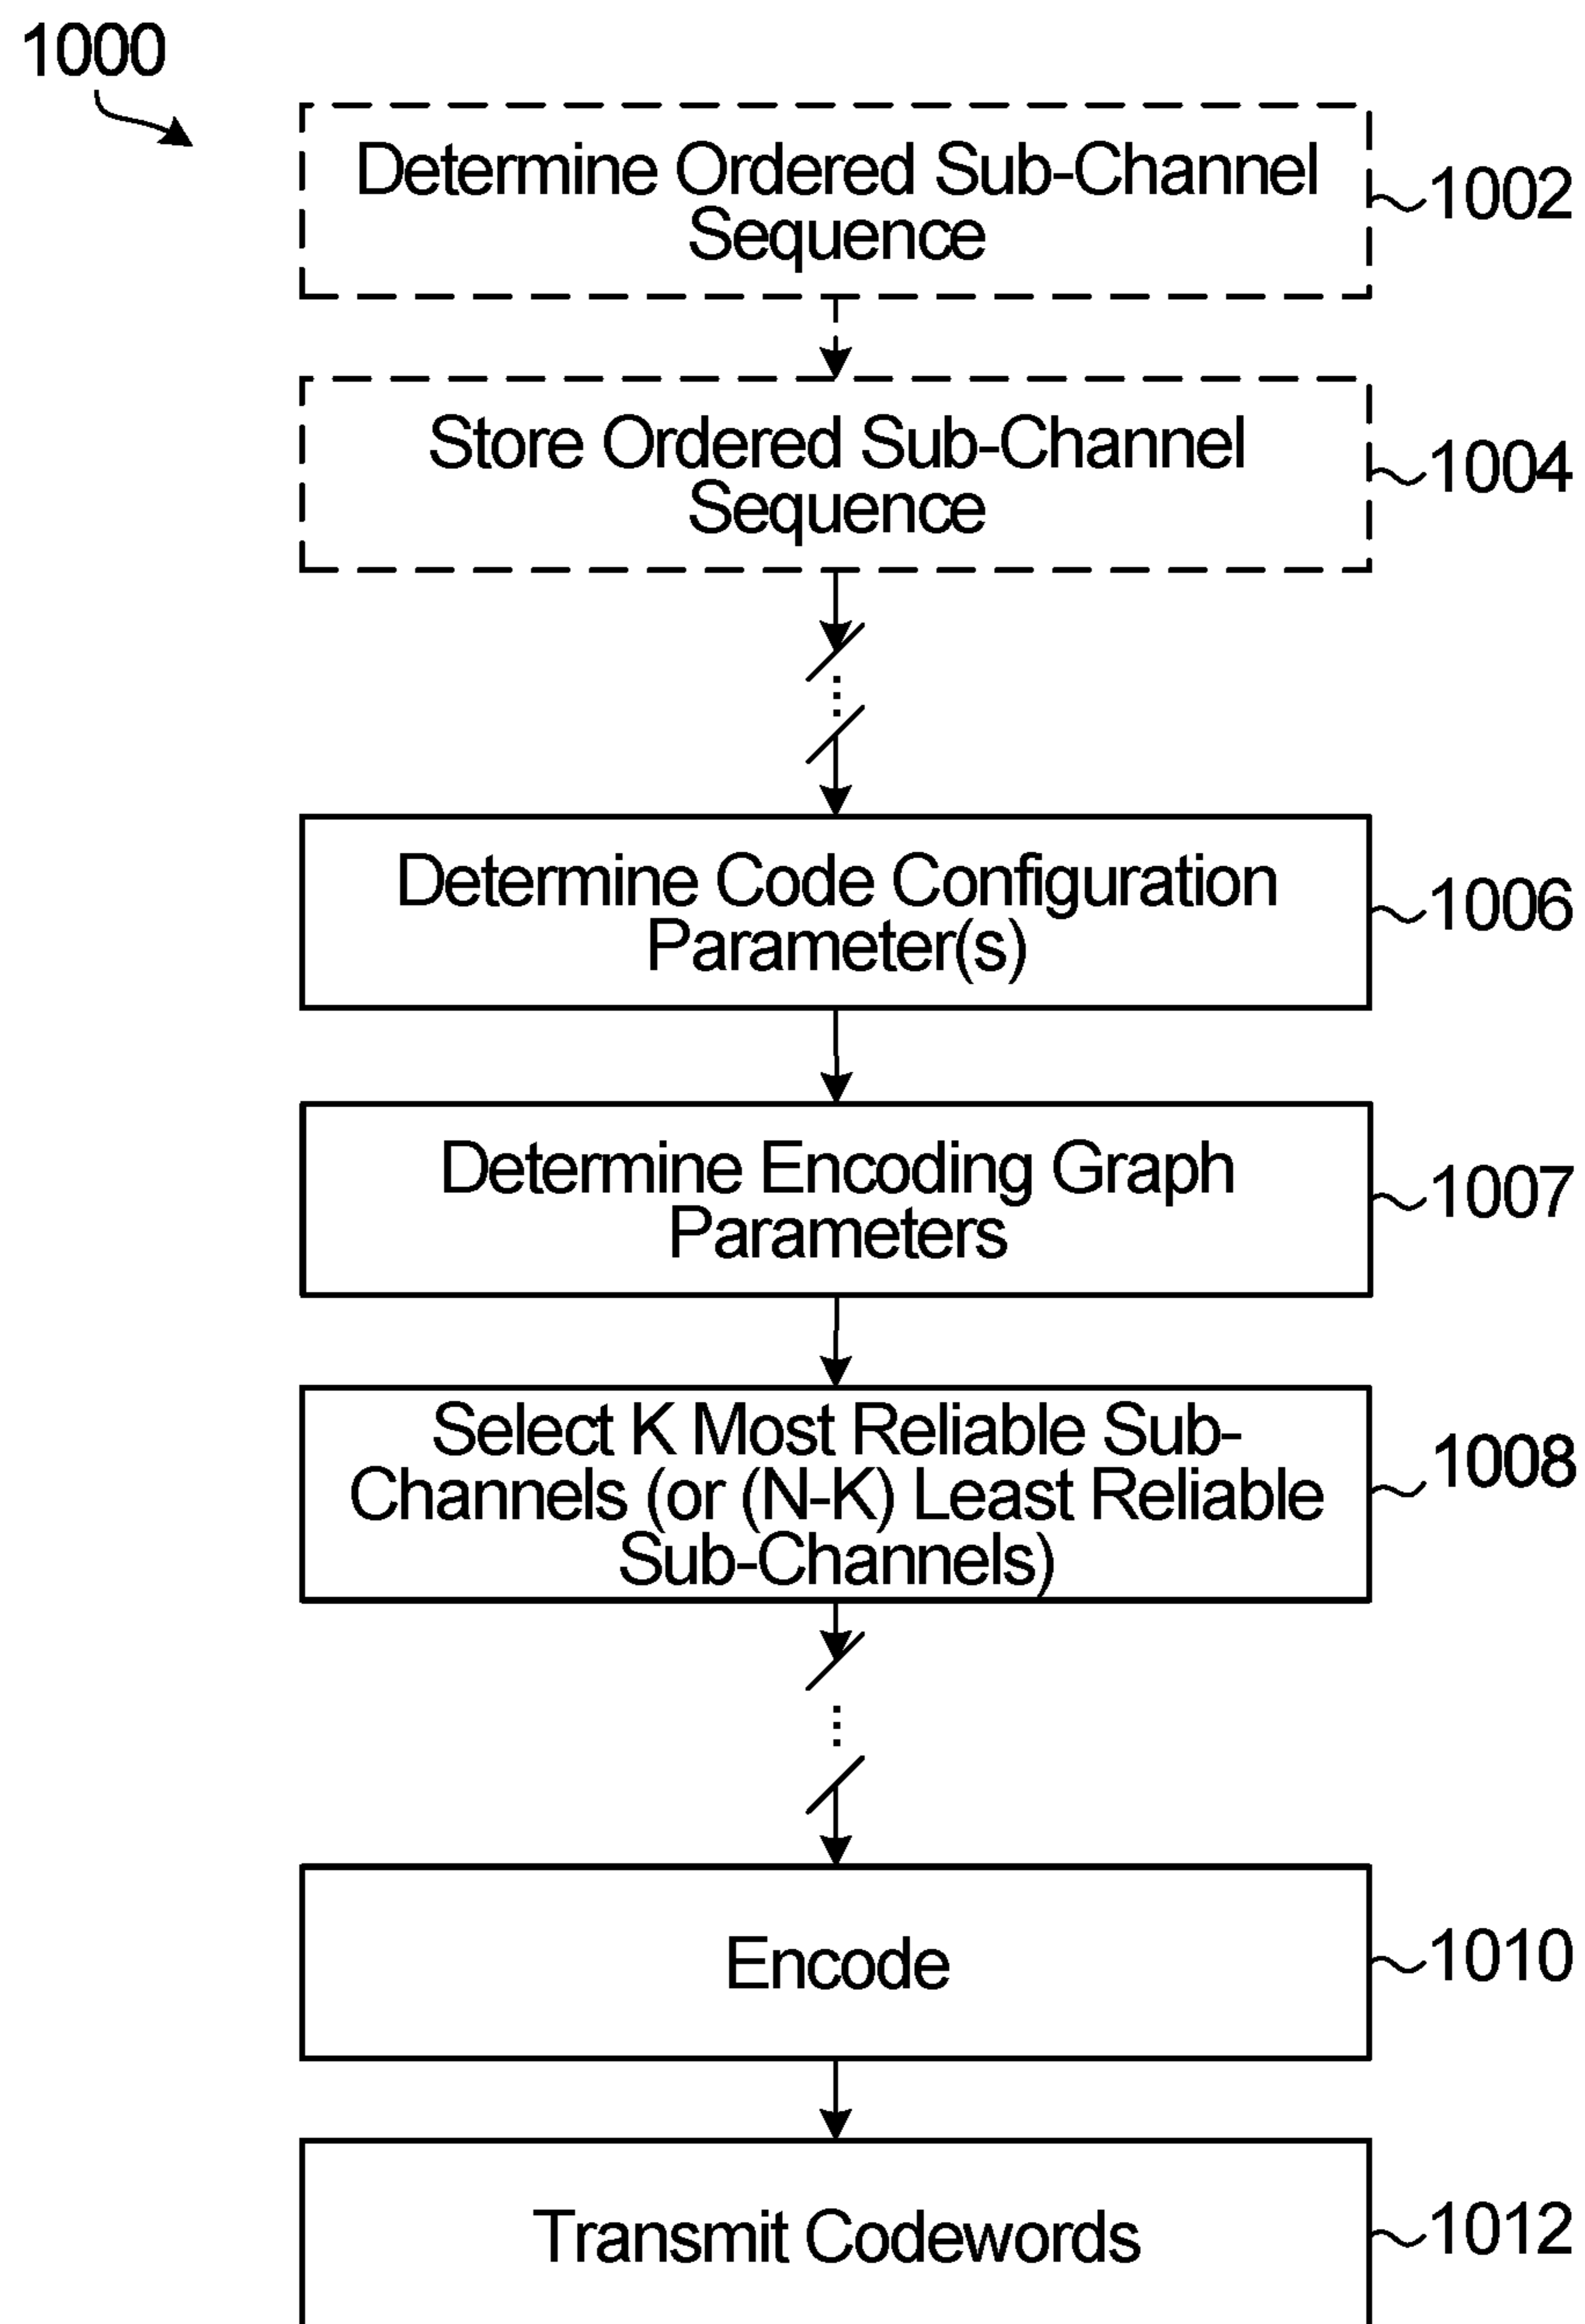 1000
Determine Ordered Sub-Channel
Sequence
1002
Store Ordered Sub-Channel
Sequence
1004
Determine Code Configuration
Parameter(s)
1006
Determine Encoding Graph
Parameters
1007
Select K Most Reliable Sub-
Channels (or (N-K) Least Reliable
Sub-Channels)
1008
Encode
1010
Transmit Codewords
1012